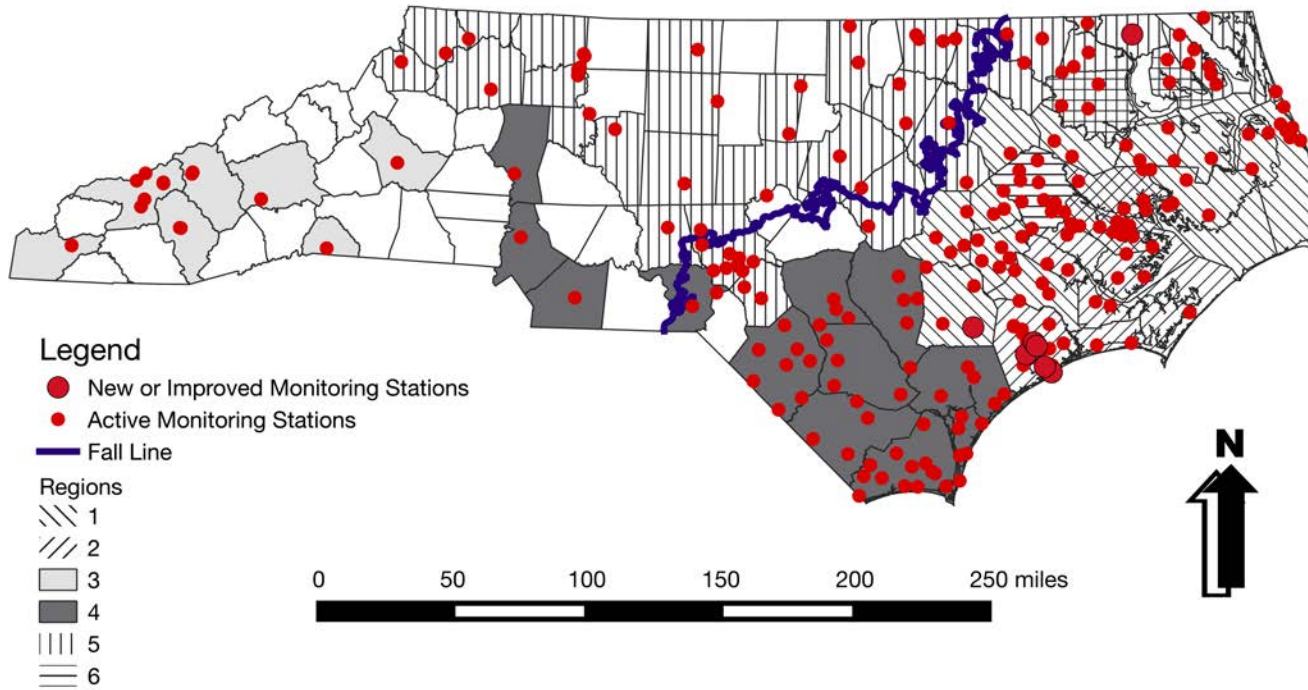 Legend
New or Improved Monitoring Stations
Active Monitoring Stations
Fall Line
Regions
1
2
3
4
5
6
0 50 100 150 200 250 miles
N